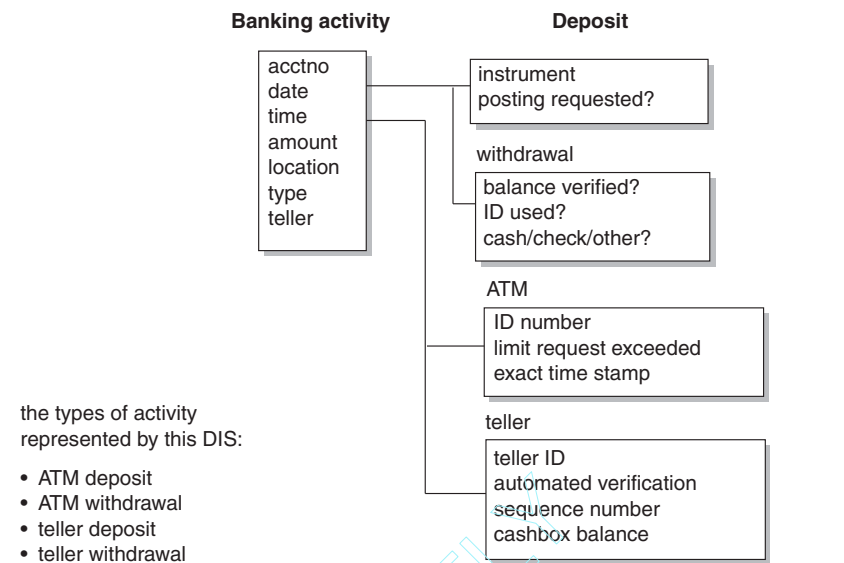 Banking activity
Deposit
acctno
date
time
amount
location
type
teller
instrument
posting requested?
withdrawal
balance verified?
ID used?
cash/check/other?
ATM
ID number
limit request exceeded
exact time stamp
teller
teller ID
automated verification
sequence number
cashbox balance
the types of activity
represented by this DIS:
• ATM deposit
• ATM withdrawal
• teller deposit
• teller withdrawal